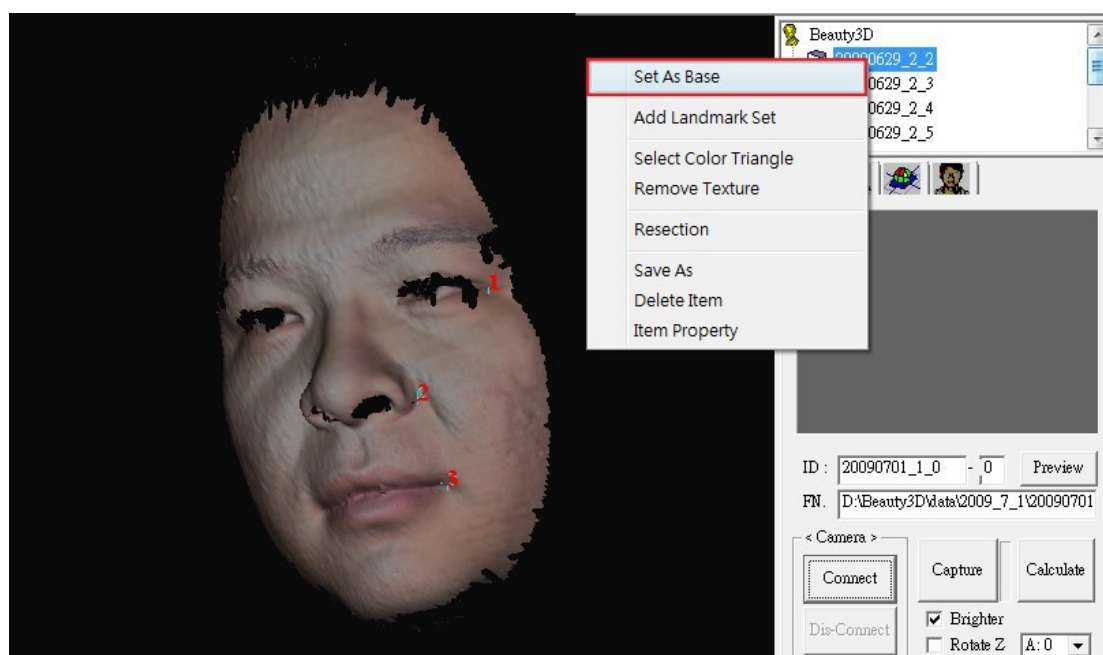 Beauty3D
0629_2_2
0629_2_3
0629_2_4
0629_2_5
Set As Base
Add Landmark Set
Select Color Triangle
Remove Texture
Resection
Save As
Delete Item
Item Property
1
2
3
ID : 20090701_1_0 - 0 Preview
FN. D:\Beauty3D\data\2009_7_1\20090701
< Camera >
Connect Capture Calculate
Dis-Connect
Brighter
Rotate Z A: 0